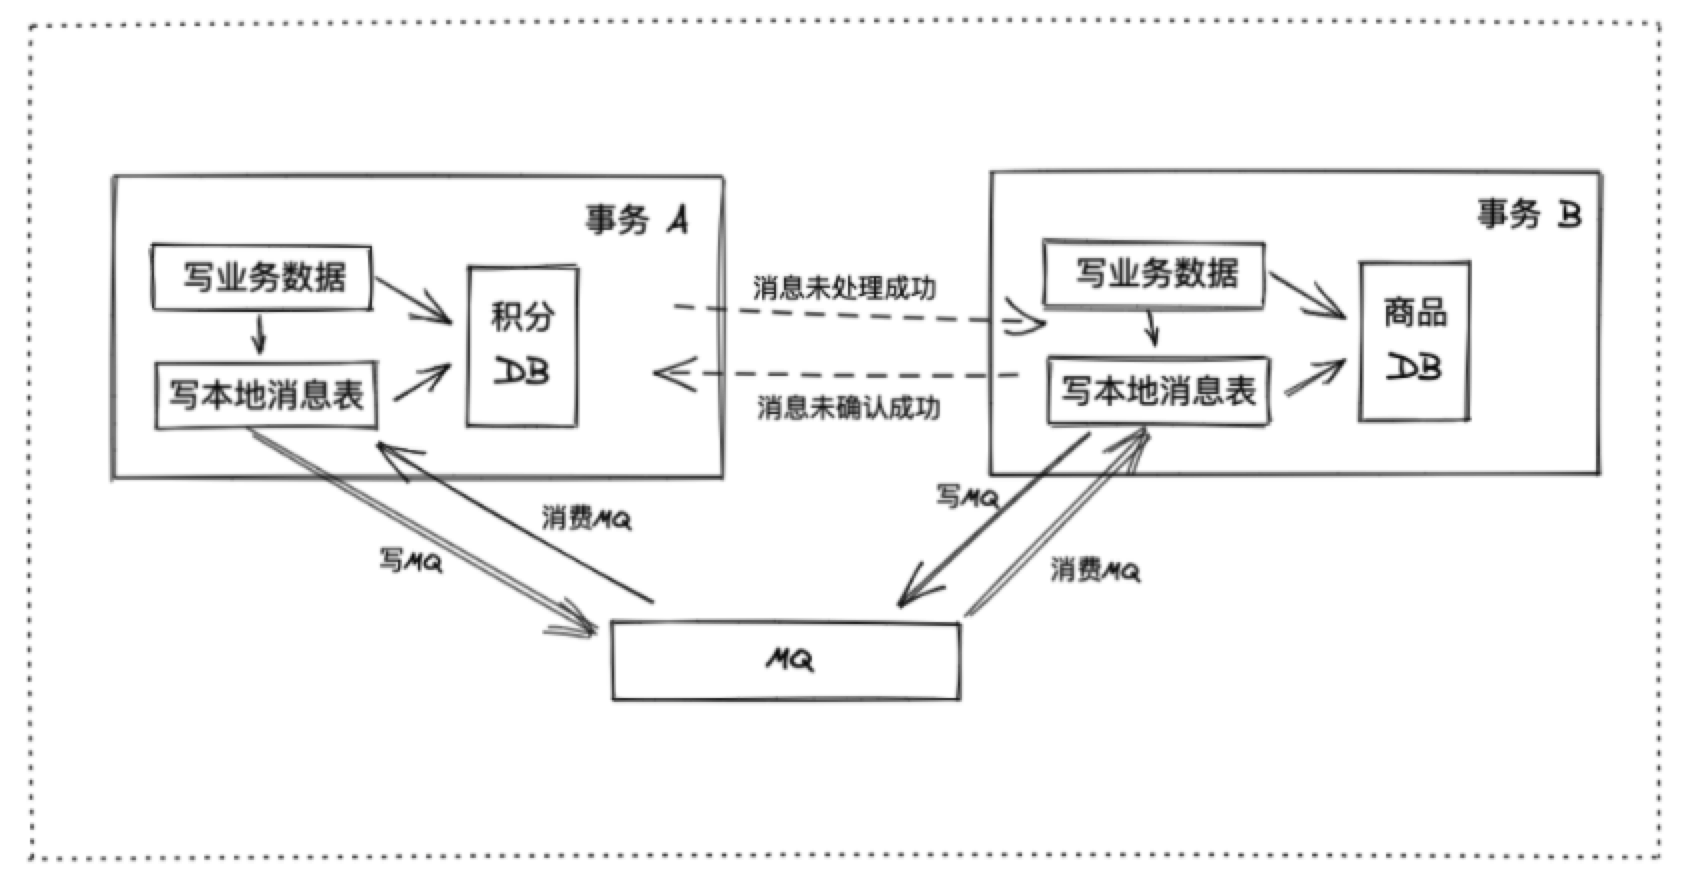 事务 A
写业务数据
积分
DB
写本地消息表
消息未处理成功
消息未确认成功
事务 B
写业务数据
商品
DB
写本地消息表
写MQ
消费MQ
写MQ
消费MQ
MQ